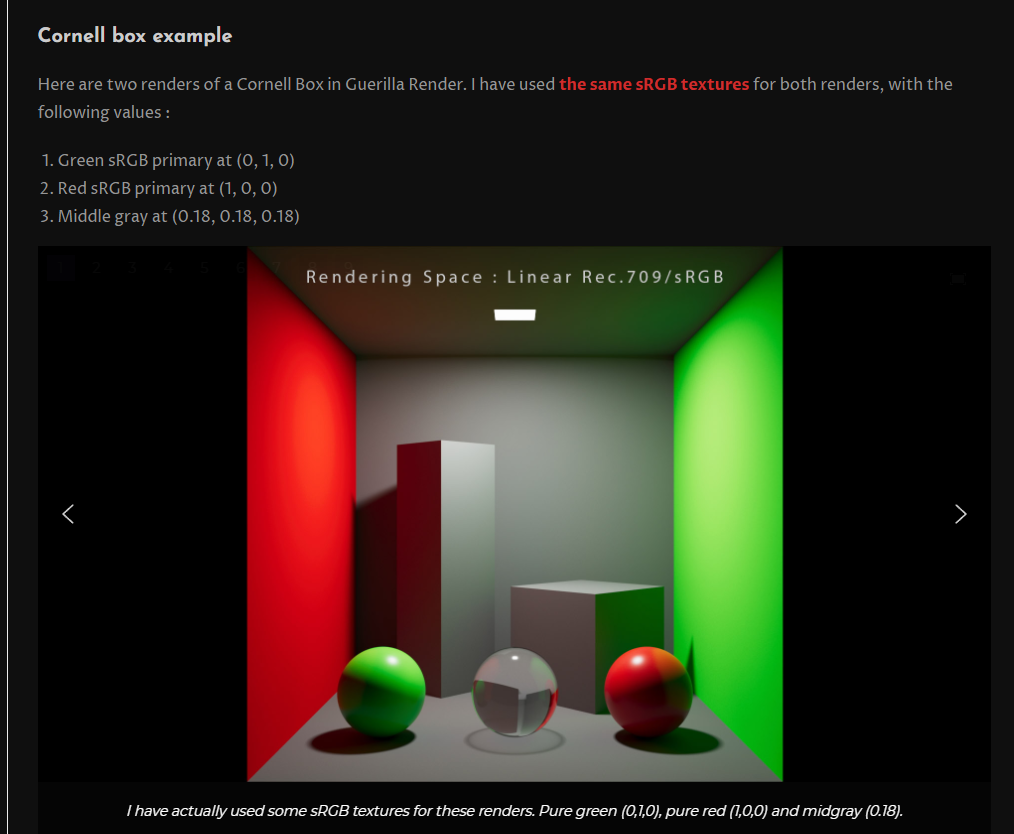 Cornell box example
Here are two renders of a Cornell Box in Guerilla Render. I have used the same sRGB textures for both renders, with the
following values :
1. Green sRGB primary at (0, 1, 0)
2. Red sRGB primary at (1, 0, 0)
3. Middle gray at (0.18, 0.18, 0.18)
1 2 3 4 5 6 7
Rendering Space : Linear Rec.709/sRGB
I have actually used some sRGB textures for these renders. Pure green (0,1,0), pure red (1,0,0) and midgray (0.18).